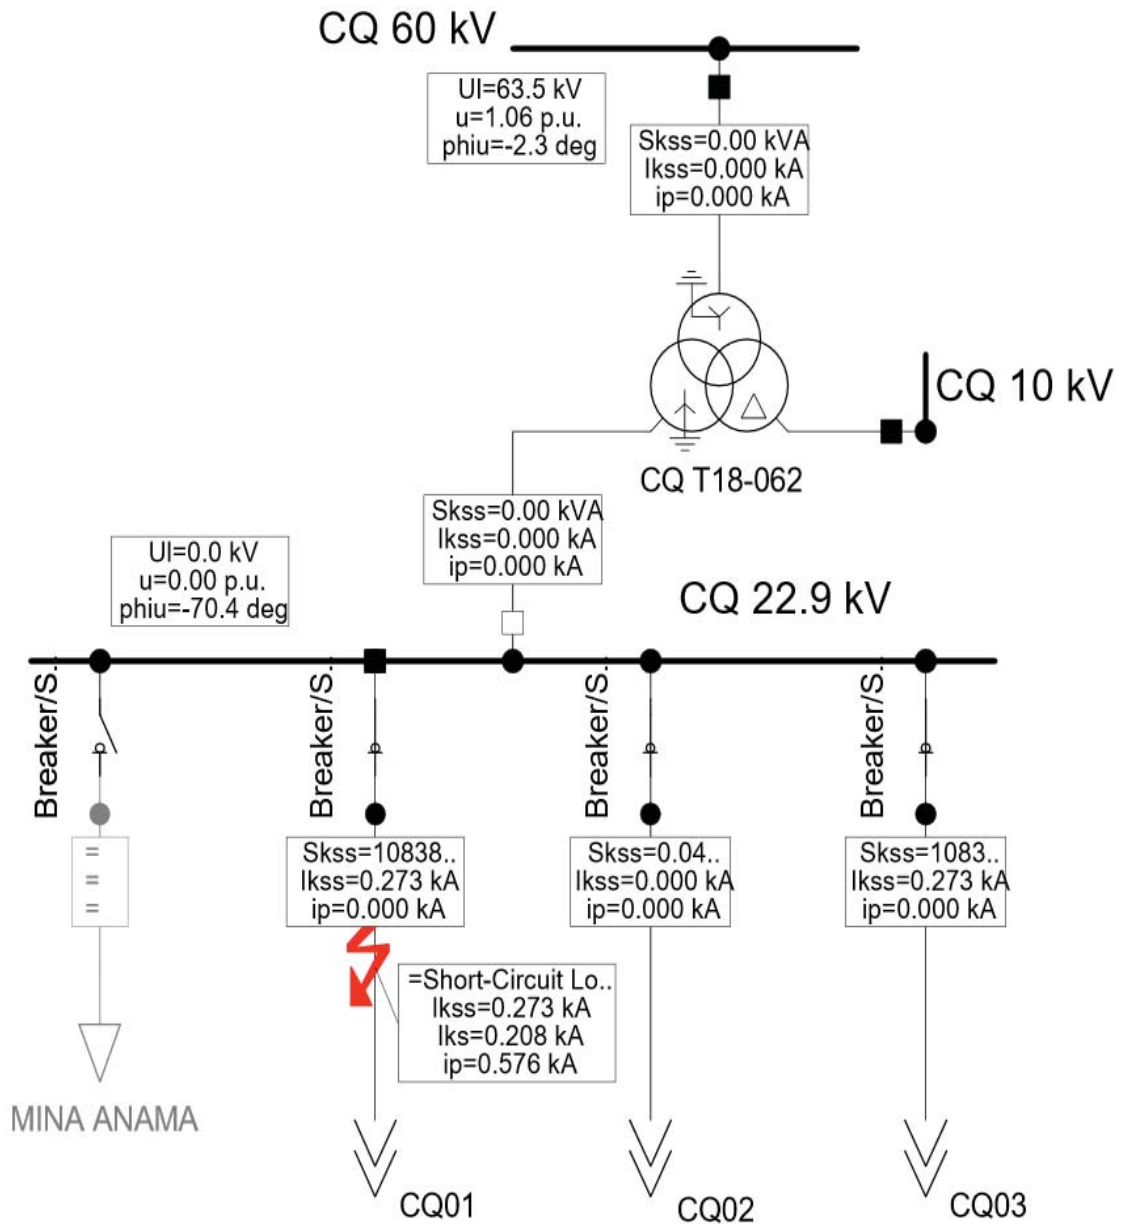 CQ 60 kV
Ul=63.5 kV
u=1.06 p.u.
phiu=-2.3 deg
Skss=0.00 kVA
Ikss=0.000 kA
ip=0.000 kA
CQ 10 kV
CQ T18-062
Skss=0.00 kVA
Ikss=0.000 kA
ip=0.000 kA
Ul=0.0 kV
u=0.00 p.u.
phiu=-70.4 deg
CQ 22.9 kV
Breaker/S.
Breaker/S.
Breaker/S.
Breaker/S.
=
=
=
Skss=10838..
Ikss=0.273 kA
ip=0.000 kA
Skss=0.04..
Ikss=0.000 kA
ip=0.000 kA
Skss=1083..
Ikss=0.273 kA
ip=0.000 kA
=Short-Circuit Lo..
Ikss=0.273 kA
Iks=0.208 kA
ip=0.576 kA
MINA ANAMA
CQ01
CQ02
CQ03